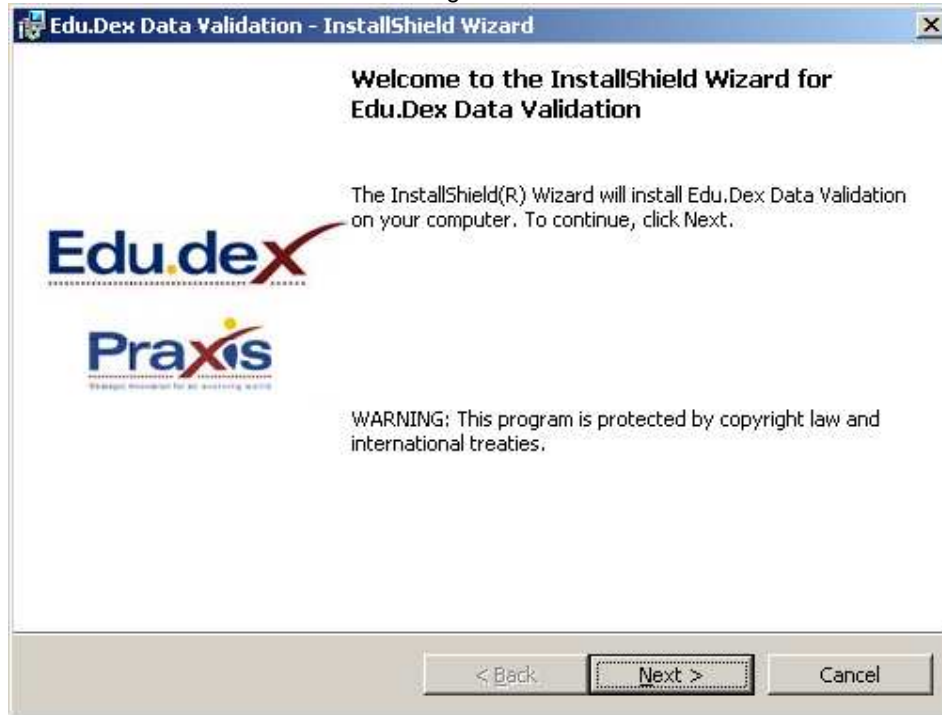 Edu.Dex Data Validation - InstallShield Wizard
Welcome to the InstallShield Wizard for
Edu.Dex Data Validation
The InstallShield(R) Wizard will install Edu.Dex Data Validation
on your computer. To continue, click Next.
Edu.dex
Praxis
WARNING: This program is protected by copyright law and
international treaties.
< Back
Next >
Cancel